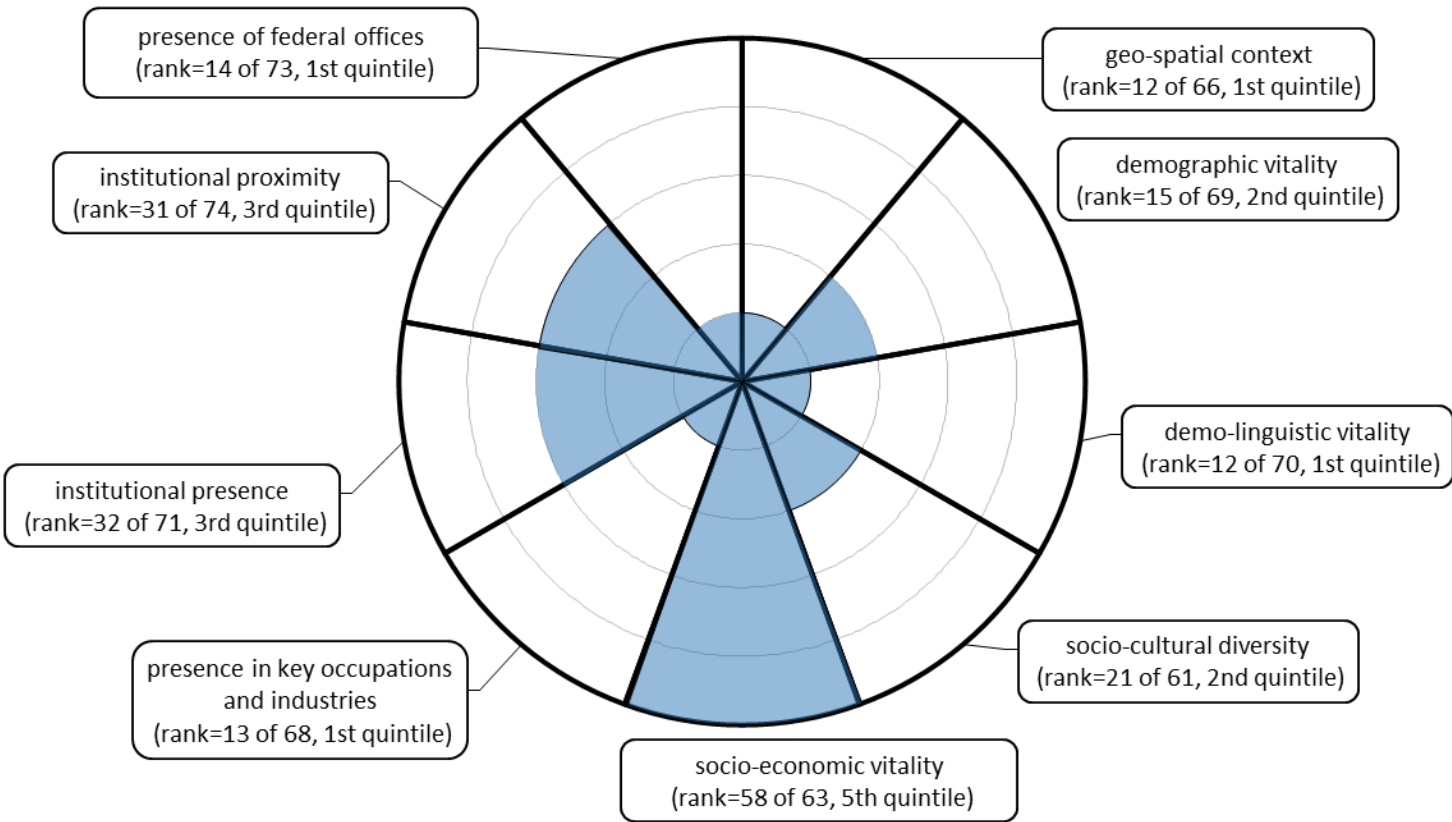 presence of federal offices
(rank=14 of 73, 1st quintile)
geo-spatial context
(rank=12 of 66, 1st quintile)
institutional proximity
(rank=31 of 74, 3rd quintile)
demographic vitality
(rank=15 of 69, 2nd quintile)
demo-linguistic vitality
(rank=12 of 70, 1st quintile)
institutional presence
(rank=32 of 71, 3rd quintile)
socio-cultural diversity
(rank=21 of 61, 2nd quintile)
presence in key occupations
and industries
(rank=13 of 68, 1st quintile)
socio-economic vitality
(rank=58 of 63, 5th quintile)